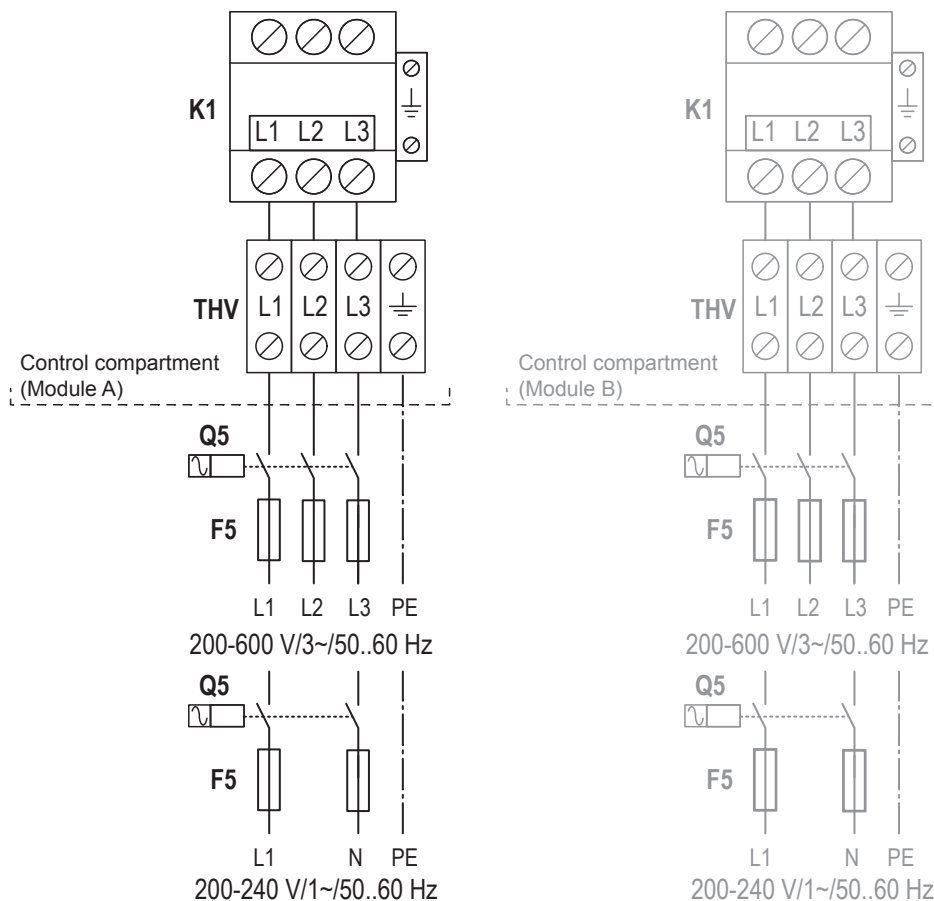 K1
L1 L2 L3
THV
L1 L2 L3
Control compartment
(Module A)
Q5
F5
L1 L2 L3 PE
200-600 V/3~/50..60 Hz
Q5
F5
L1 N PE
200-240 V/1~/50..60 Hz
K1
L1 L2 L3
THV
L1 L2 L3
Control compartment
(Module B)
Q5
F5
L1 L2 L3 PE
200-600 V/3~/50..60 Hz
Q5
F5
L1 N PE
200-240 V/1~/50..60 Hz